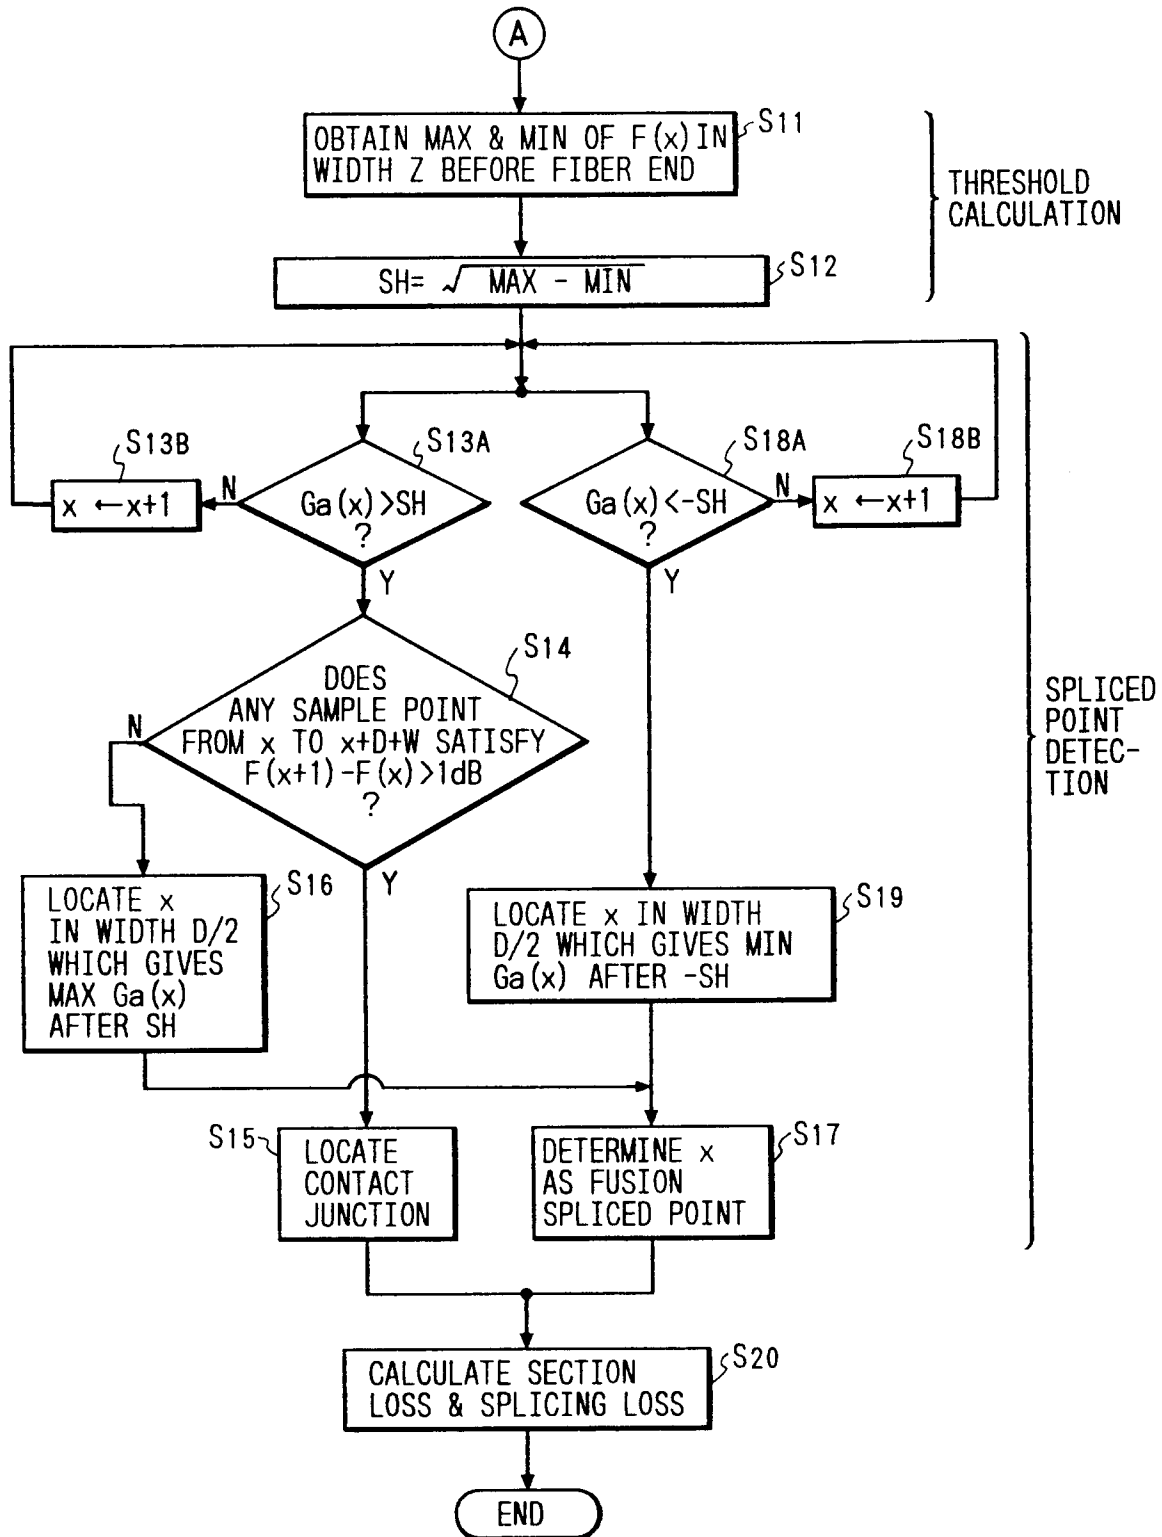 A
S11
OBTAIN MAX & MIN OF F(x) IN
WIDTH Z BEFORE FIBER END
THRESHOLD
CALCULATION
S12
SH= √MAX - MIN
S13B
x ←x+1
N
S13A
Ga(x)>SH
?
Y
S18A
Ga(x)<-SH
?
Y
N
S18B
x ←x+1
S14
DOES
ANY SAMPLE POINT
FROM x TO x+D+W SATISFY
F(x+1)-F(x)>1dB
?
N
Y
SPLICED
POINT
DETEC-
TION
S16
LOCATE x
IN WIDTH D/2
WHICH GIVES
MAX Ga(x)
AFTER SH
S19
LOCATE x IN WIDTH
D/2 WHICH GIVES MIN
Ga(x) AFTER -SH
S15
LOCATE
CONTACT
JUNCTION
S17
DETERMINE x
AS FUSION
SPLICED POINT
S20
CALCULATE SECTION
LOSS & SPLICING LOSS
END